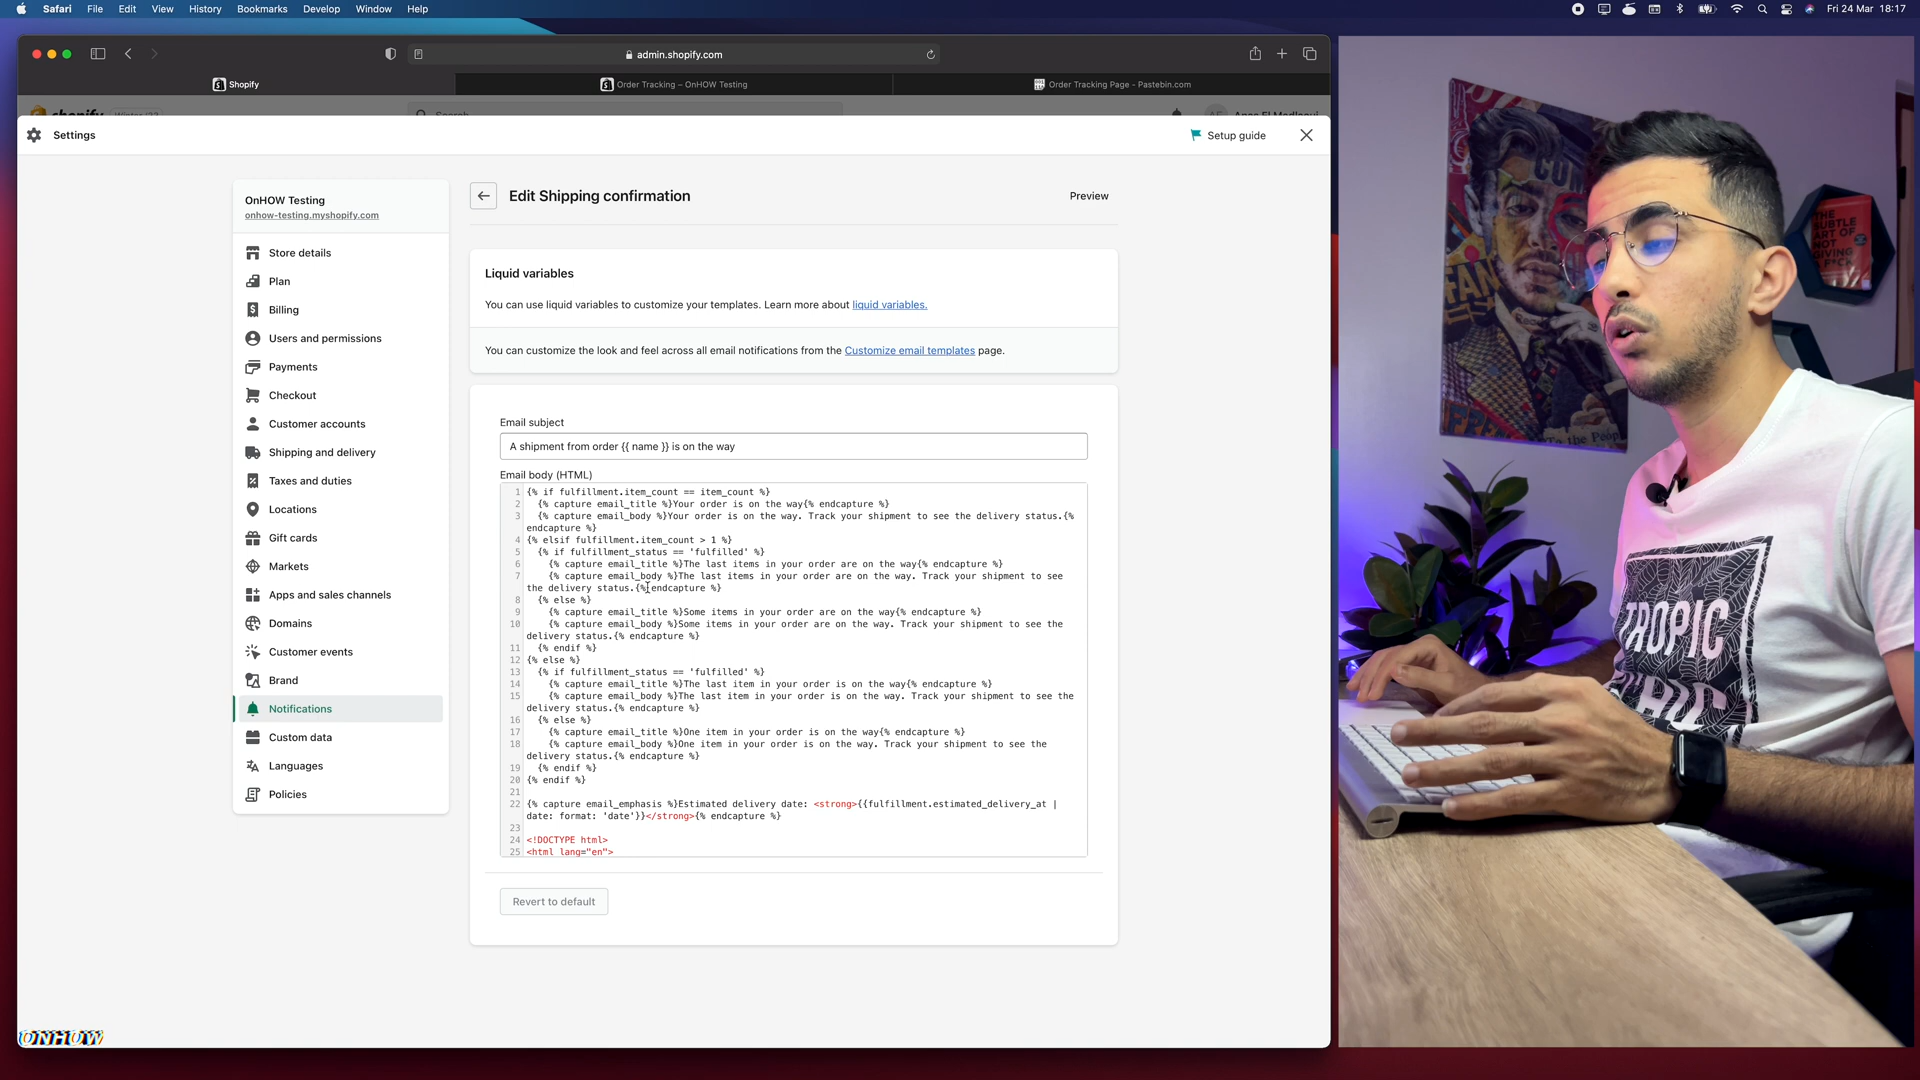 Safari File Edit View History Bookmarks Develop Window Help
Fri 24 Mar 18:17
admin.shopify.com
Shopify
Order Tracking – OnHOW Testing
Order Tracking Page - Pastebin.com
Settings
Setup guide
OnHOW Testing
onhow-testing.myshopify.com
Store details
Plan
Billing
Users and permissions
Payments
Checkout
Customer accounts
Shipping and delivery
Taxes and duties
Locations
Gift cards
Markets
Apps and sales channels
Domains
Customer events
Brand
Notifications
Custom data
Languages
Policies
Edit Shipping confirmation
Preview
Liquid variables
You can use liquid variables to customize your templates. Learn more about liquid variables.
You can customize the look and feel across all email notifications from the Customize email templates page.
Email subject
A shipment from order {{ name }} is on the way
Email body (HTML)
1 {% if fulfillment.item_count == item_count %}
2 {% capture email_title %}Your order is on the way{% endcapture %}
3 {% capture email_body %}Your order is on the way. Track your shipment to see the delivery status.{%
endcapture %}
4 {% elsif fulfillment.item_count > 1 %}
5 {% if fulfillment_status == 'fulfilled' %}
6 {% capture email_title %}The last items in your order are on the way{% endcapture %}
7 {% capture email_body %}The last items in your order are on the way. Track your shipment to see
the delivery status.{% endcapture %}
8 {% else %}
9 {% capture email_title %}Some items in your order are on the way{% endcapture %}
10 {% capture email_body %}Some items in your order are on the way. Track your shipment to see the
delivery status.{% endcapture %}
11 {% endif %}
12 {% else %}
13 {% if fulfillment_status == 'fulfilled' %}
14 {% capture email_title %}The last item in your order is on the way{% endcapture %}
15 {% capture email_body %}The last item in your order is on the way. Track your shipment to see the
delivery status.{% endcapture %}
16 {% else %}
17 {% capture email_title %}One item in your order is on the way{% endcapture %}
18 {% capture email_body %}One item in your order is on the way. Track your shipment to see the
delivery status.{% endcapture %}
19 {% endif %}
20 {% endif %}
21
22 {% capture email_emphasis %}Estimated delivery date: <strong>{{fulfillment.estimated_delivery_at |
date: format: 'date'}}</strong>{% endcapture %}
23
24 <!DOCTYPE html>
25 <html lang="en">
Revert to default
ONHOW
THE
SUBTLE
ART OF
NOT
GIVING
A F*CK
to the People
TROPIC